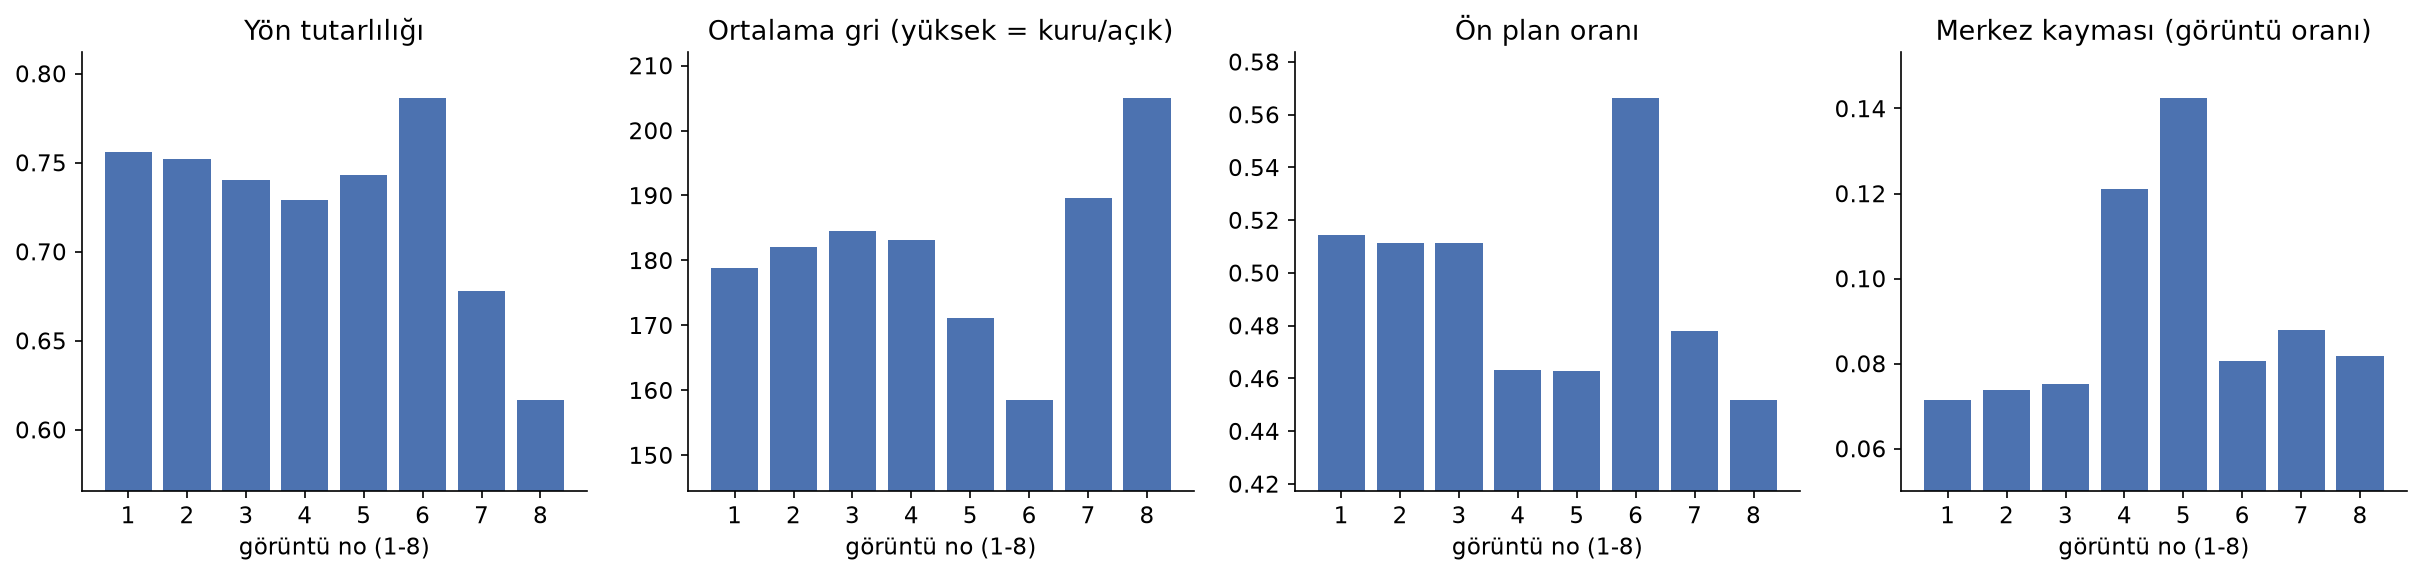 Yön tutarlılığı
0.80
0.75
0.70
0.65
0.60
1 2 3 4 5 6 7 8
görüntü no (1-8)
Ortalama gri (yüksek = kuru/açık)
210
200
190
180
170
160
150
1 2 3 4 5 6 7 8
görüntü no (1-8)
Ön plan oranı
0.58
0.56
0.54
0.52
0.50
0.48
0.46
0.44
0.42
1 2 3 4 5 6 7 8
görüntü no (1-8)
Merkez kayması (görüntü oranı)
0.14
0.12
0.10
0.08
0.06
1 2 3 4 5 6 7 8
görüntü no (1-8)